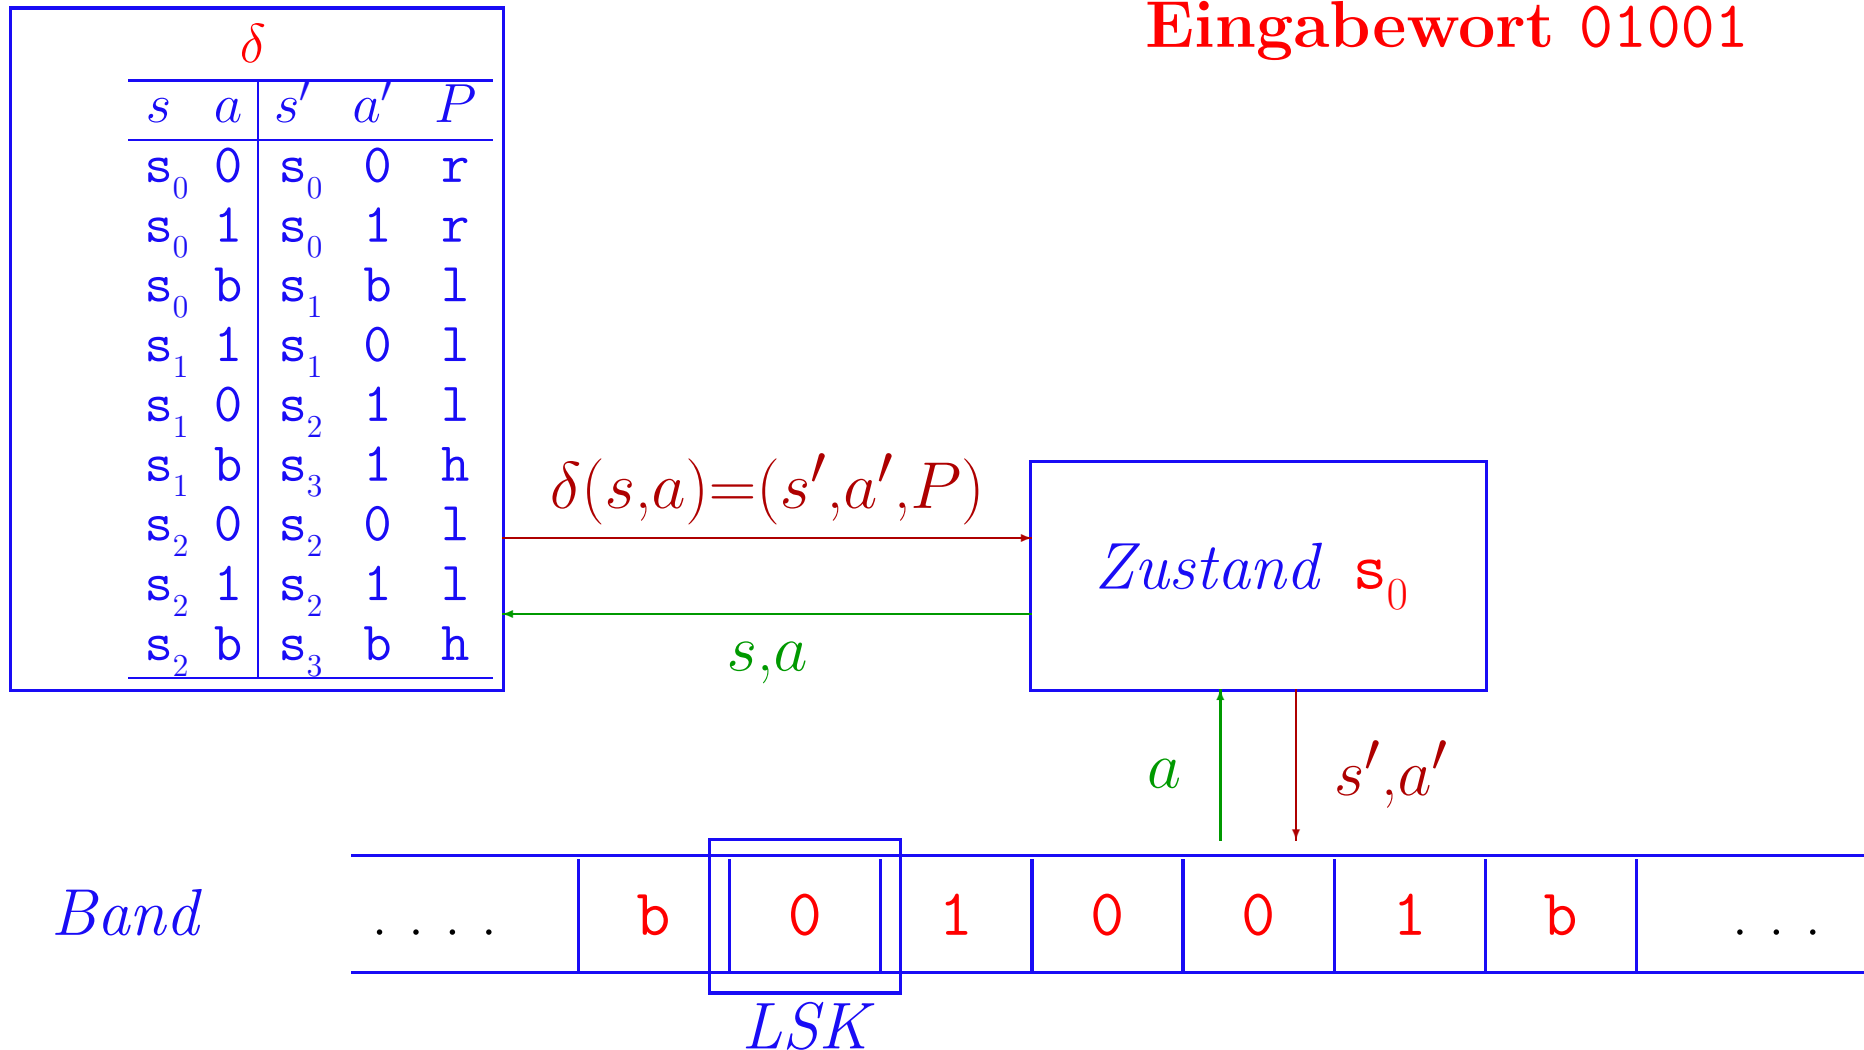 Eingabewort 01001
δ
s a s′ a′ P
s₀ 0 s₀ 0 r
s₀ 1 s₀ 1 r
s₀ b s₁ b l
s₁ 1 s₁ 0 l
s₁ 0 s₂ 1 l
s₁ b s₃ 1 h
s₂ 0 s₂ 0 l
s₂ 1 s₂ 1 l
s₂ b s₃ b h
δ(s,a)=(s′,a′,P)
Zustand s₀
s,a
a s′,a′
Band . . . . b 0 1 0 0 1 b . . .
LSK